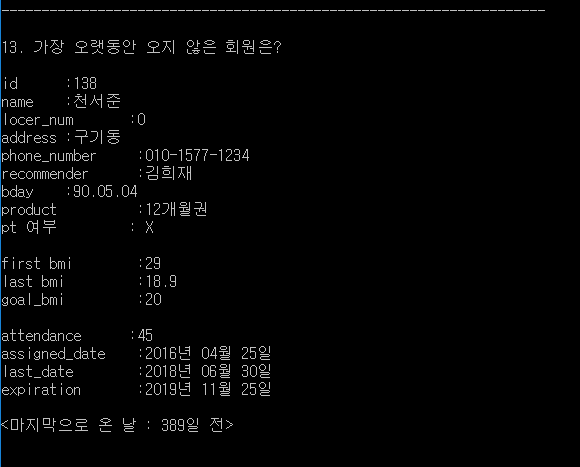 --------------------------------------------------------------------
13. 가장 오랫동안 오지 않은 회원은?
id :138
name :천서준
locer_num :0
address :구기동
phone_number :010-1577-1234
recommender :김희재
bday :90.05.04
product :12개월권
pt 여부 : X
first bmi :29
last bmi :18.9
goal_bmi :20
attendance :45
assigned_date :2016년 04월 25일
last_date :2018년 06월 30일
expiration :2019년 11월 25일
<마지막으로 온 날 : 389일 전>